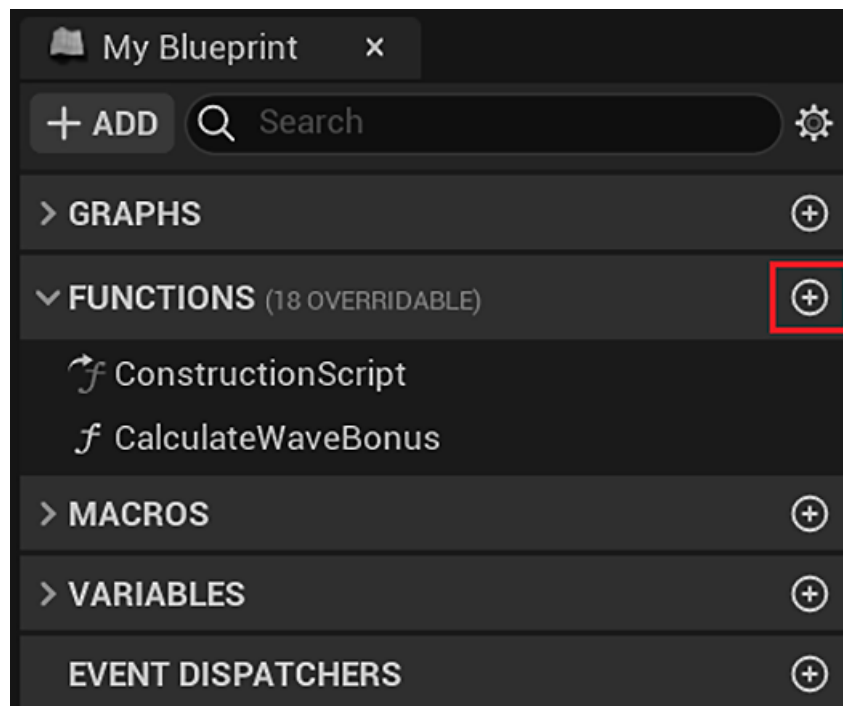 My Blueprint
ADD Search
GRAPHS
FUNCTIONS (18 OVERRIDABLE)
ConstructionScript
f CalculateWaveBonus
MACROS
VARIABLES
EVENT DISPATCHERS